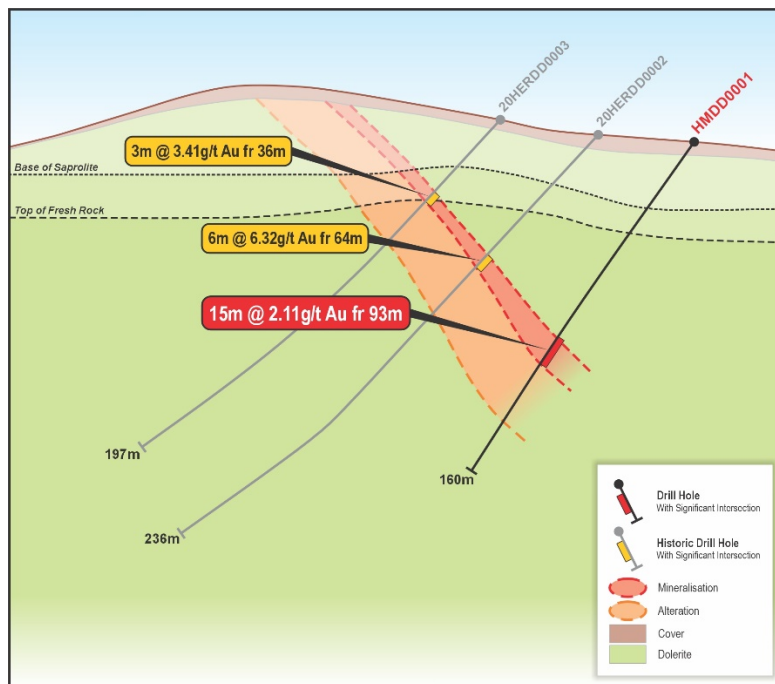 20HERDD0003
20HERDD0002
HMDD0001
3m @ 3.41g/t Au fr 36m
Base of Saprolite
Top of Fresh Rock
6m @ 6.32g/t Au fr 64m
15m @ 2.11g/t Au fr 93m
197m
160m
236m
Drill Hole
With Significant Intersection
Historic Drill Hole
With Significant Intersection
Mineralisation
Alteration
Cover
Dolerite